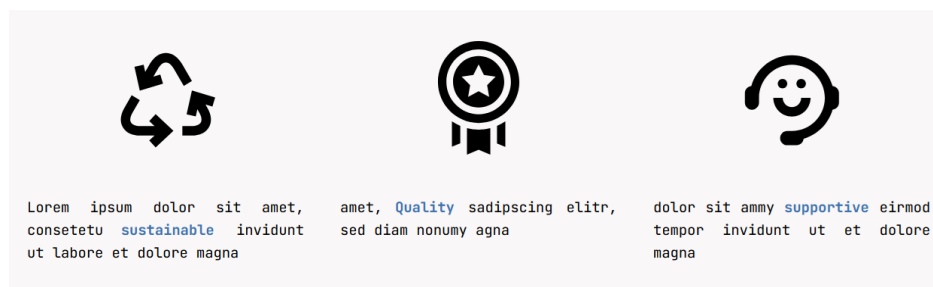 Lorem ipsum dolor sit amet,
consetetu sustainable invidunt
ut labore et dolore magna
amet, Quality sadipscing elitr,
sed diam nonumy agna
dolor sit ammy supportive eirmod
tempor invidunt ut et dolore
magna